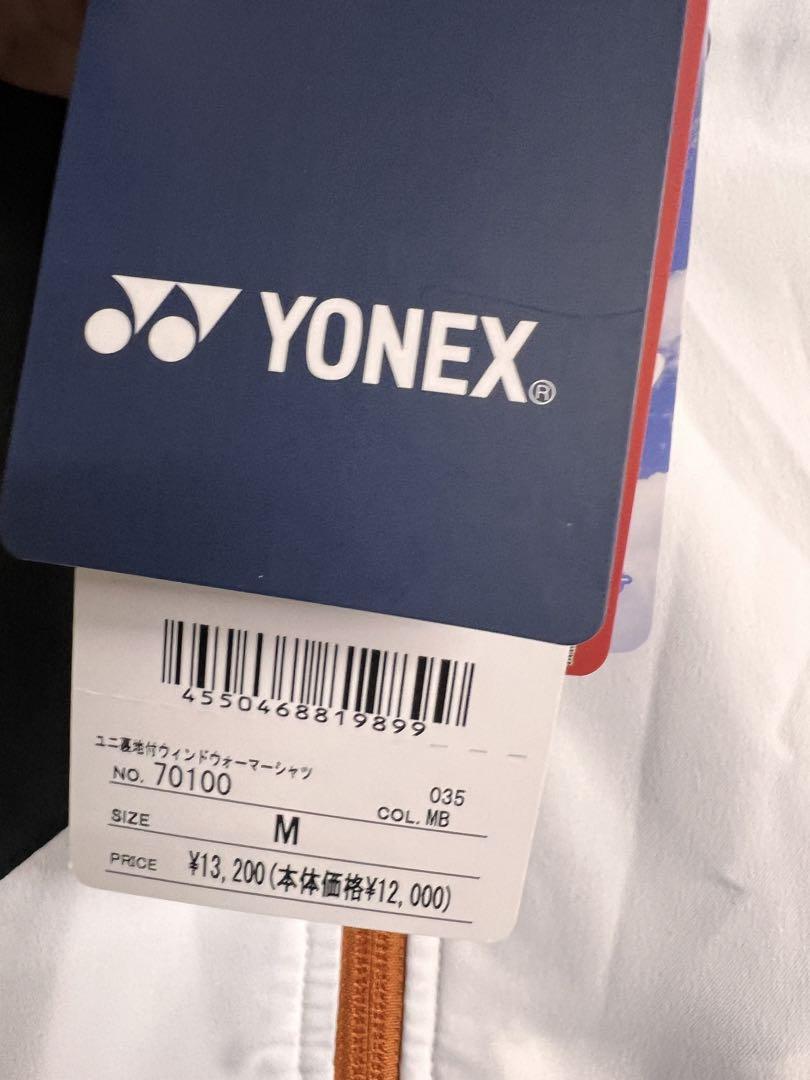 YONEX®
4550468819899
ユニ裏地付ウィンドウォーマーシャツ
NO. 70100
035
COL. MB
SIZE M
PRICE ¥13,200(本体価格¥12,000)